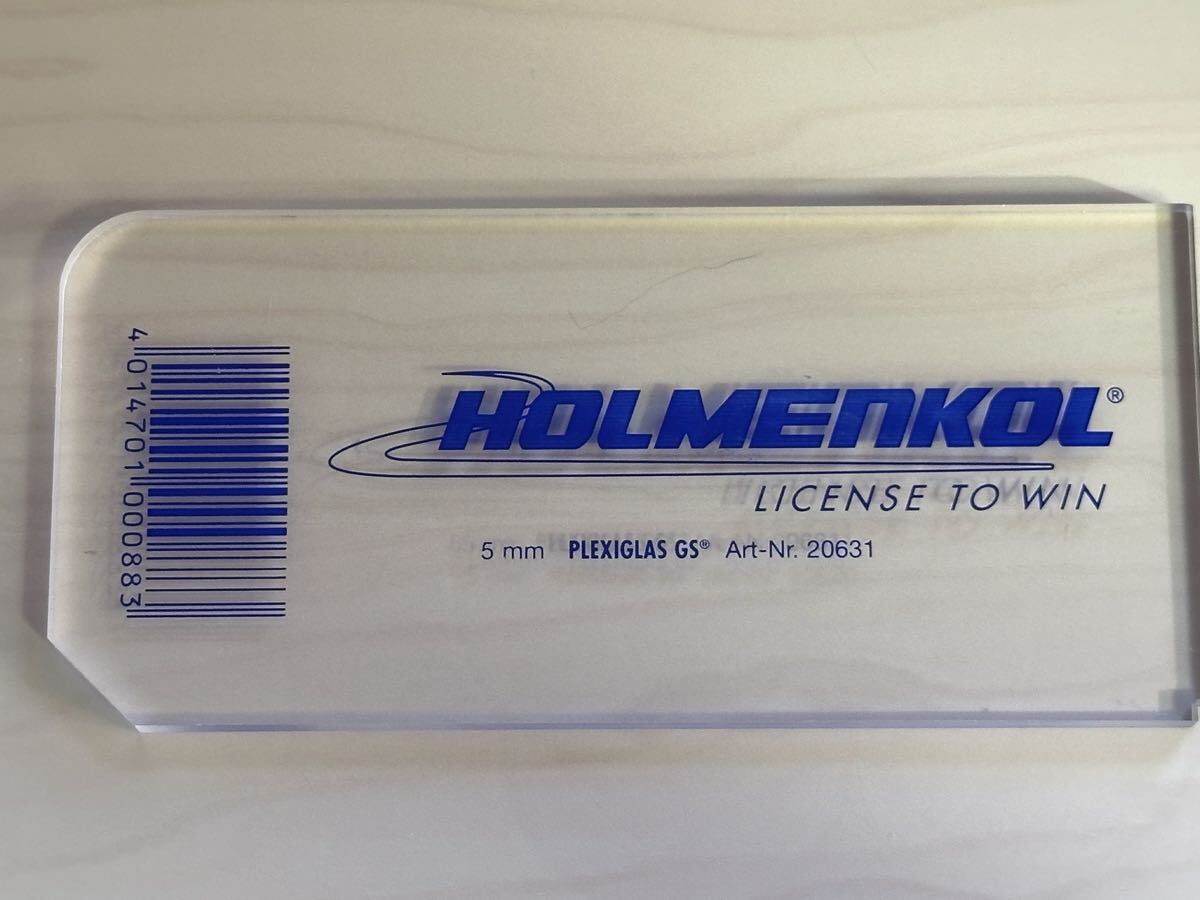 HOLMENKOL®
LICENSE TO WIN
5 mm PLEXIGLAS GS® Art-Nr. 20631
4 014701 000883